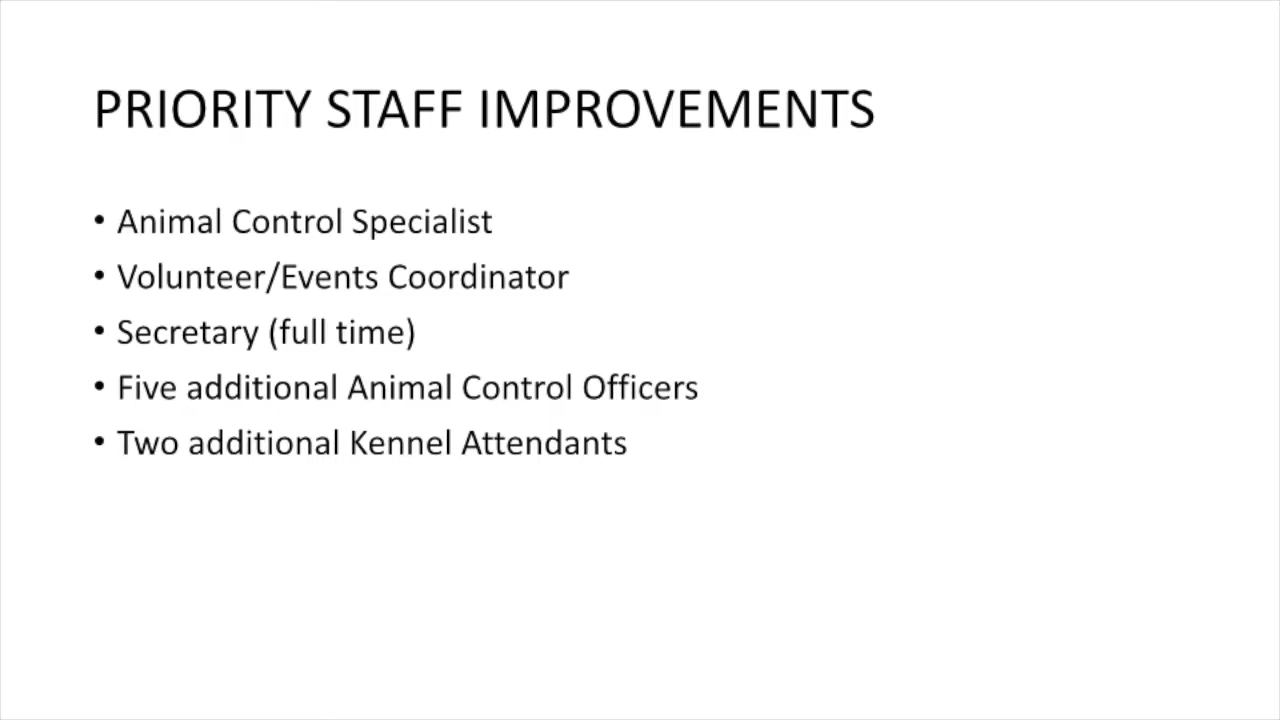 PRIORITY STAFF IMPROVEMENTS
• Animal Control Specialist
• Volunteer/Events Coordinator
• Secretary (full time)
• Five additional Animal Control Officers
• Two additional Kennel Attendants